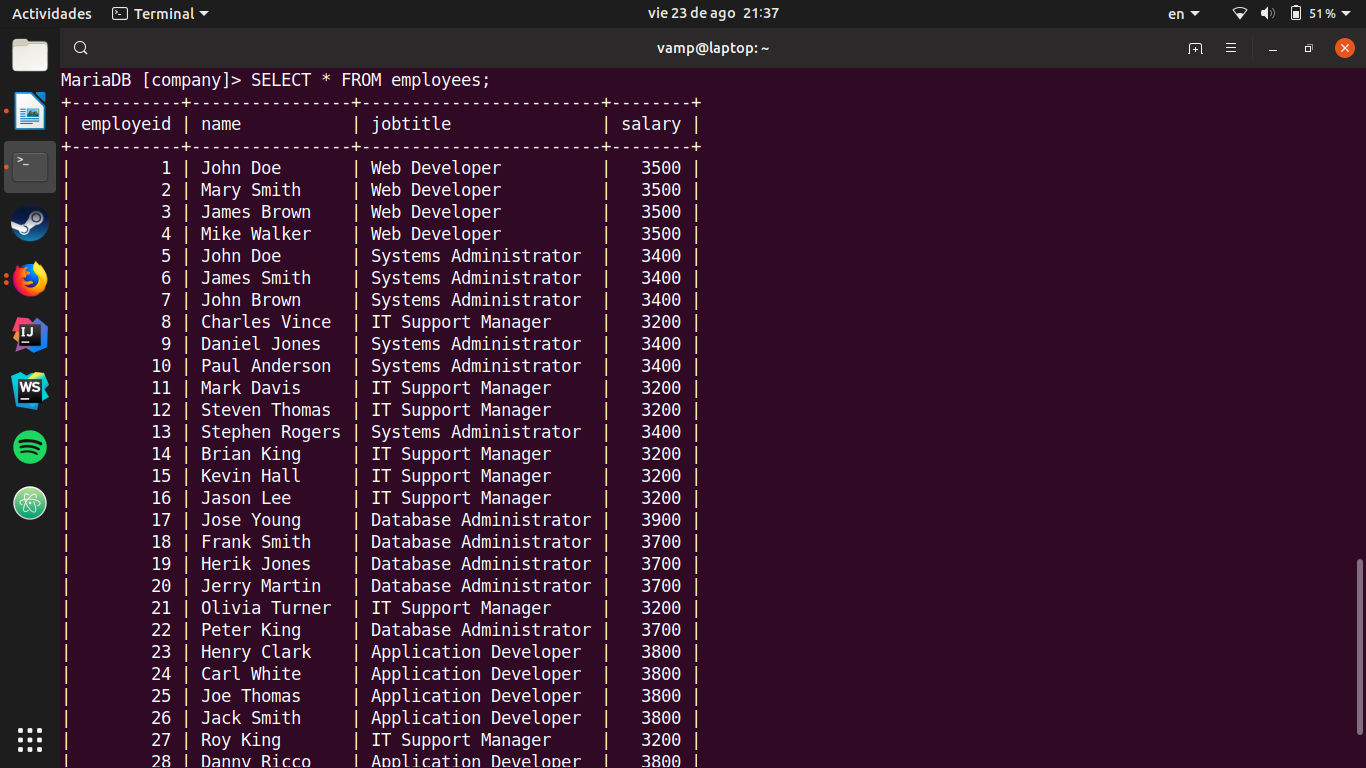 Actividades Terminal vie 23 de ago 21:37 en 51%
vamp@laptop: ~
MariaDB [company]> SELECT * FROM employees;
+-----------+----------------+------------------------+--------+
| employeid | name           | jobtitle               | salary |
+-----------+----------------+------------------------+--------+
|         1 | John Doe       | Web Developer          |   3500 |
|         2 | Mary Smith     | Web Developer          |   3500 |
|         3 | James Brown    | Web Developer          |   3500 |
|         4 | Mike Walker    | Web Developer          |   3500 |
|         5 | John Doe       | Systems Administrator  |   3400 |
|         6 | James Smith    | Systems Administrator  |   3400 |
|         7 | John Brown     | Systems Administrator  |   3400 |
|         8 | Charles Vince  | IT Support Manager     |   3200 |
|         9 | Daniel Jones   | Systems Administrator  |   3400 |
|        10 | Paul Anderson  | Systems Administrator  |   3400 |
|        11 | Mark Davis     | IT Support Manager     |   3200 |
|        12 | Steven Thomas  | IT Support Manager     |   3200 |
|        13 | Stephen Rogers | Systems Administrator  |   3400 |
|        14 | Brian King     | IT Support Manager     |   3200 |
|        15 | Kevin Hall     | IT Support Manager     |   3200 |
|        16 | Jason Lee      | IT Support Manager     |   3200 |
|        17 | Jose Young     | Database Administrator |   3900 |
|        18 | Frank Smith    | Database Administrator |   3700 |
|        19 | Herik Jones    | Database Administrator |   3700 |
|        20 | Jerry Martin   | Database Administrator |   3700 |
|        21 | Olivia Turner  | IT Support Manager     |   3200 |
|        22 | Peter King     | Database Administrator |   3700 |
|        23 | Henry Clark    | Application Developer  |   3800 |
|        24 | Carl White     | Application Developer  |   3800 |
|        25 | Joe Thomas     | Application Developer  |   3800 |
|        26 | Jack Smith     | Application Developer  |   3800 |
|        27 | Roy King       | IT Support Manager     |   3200 |
|        28 | Danny Ricco    | Application Developer  |   3800 |
IJ
WS